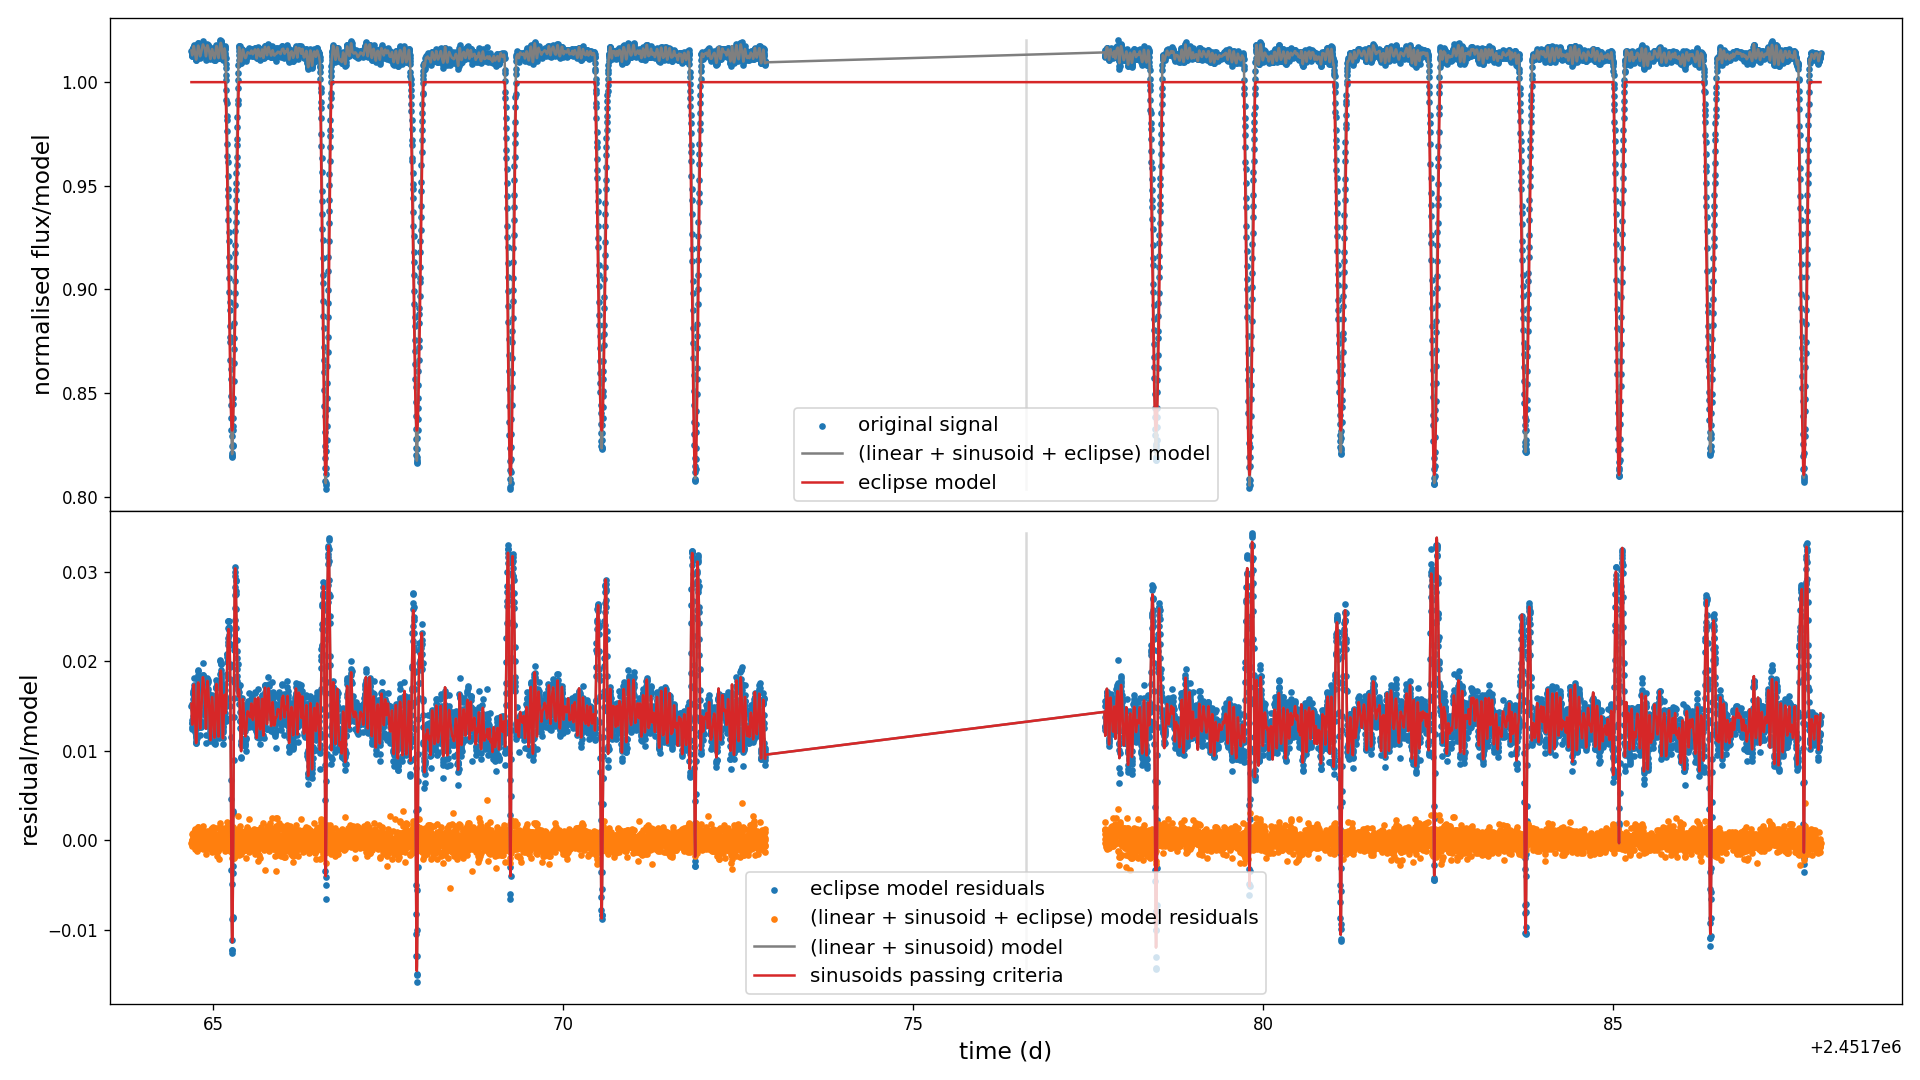 normalised flux/model
1.00
0.95
0.90
0.85
0.80
original signal
(linear + sinusoid + eclipse) model
eclipse model
residual/model
0.03
0.02
0.01
0.00
−0.01
eclipse model residuals
(linear + sinusoid + eclipse) model residuals
(linear + sinusoid) model
sinusoids passing criteria
65 70 75 80 85
time (d)
+2.4517e6